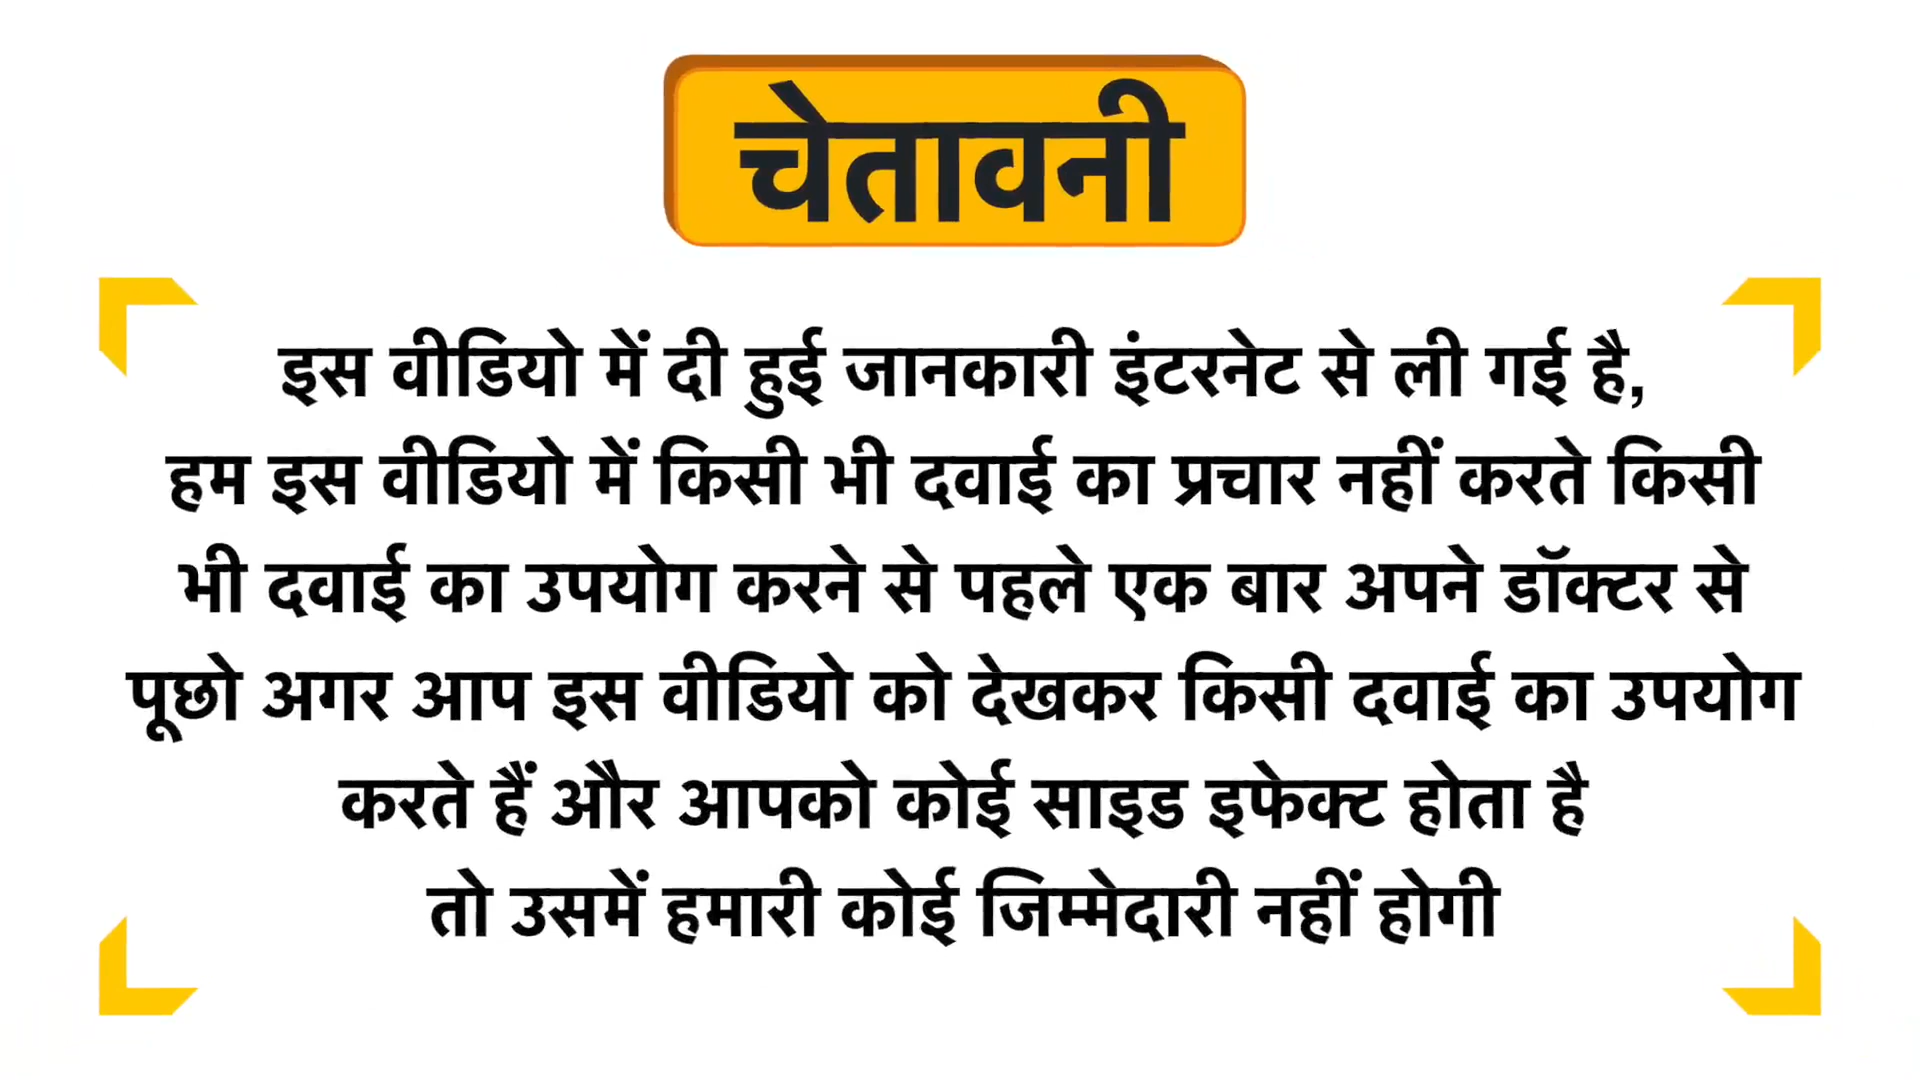 चेतावनी
इस वीडियो में दी हुई जानकारी इंटरनेट से ली गई है,
हम इस वीडियो में किसी भी दवाई का प्रचार नहीं करते किसी
भी दवाई का उपयोग करने से पहले एक बार अपने डॉक्टर से
पूछो अगर आप इस वीडियो को देखकर किसी दवाई का उपयोग
करते हैं और आपको कोई साइड इफेक्ट होता है
तो उसमें हमारी कोई जिम्मेदारी नहीं होगी